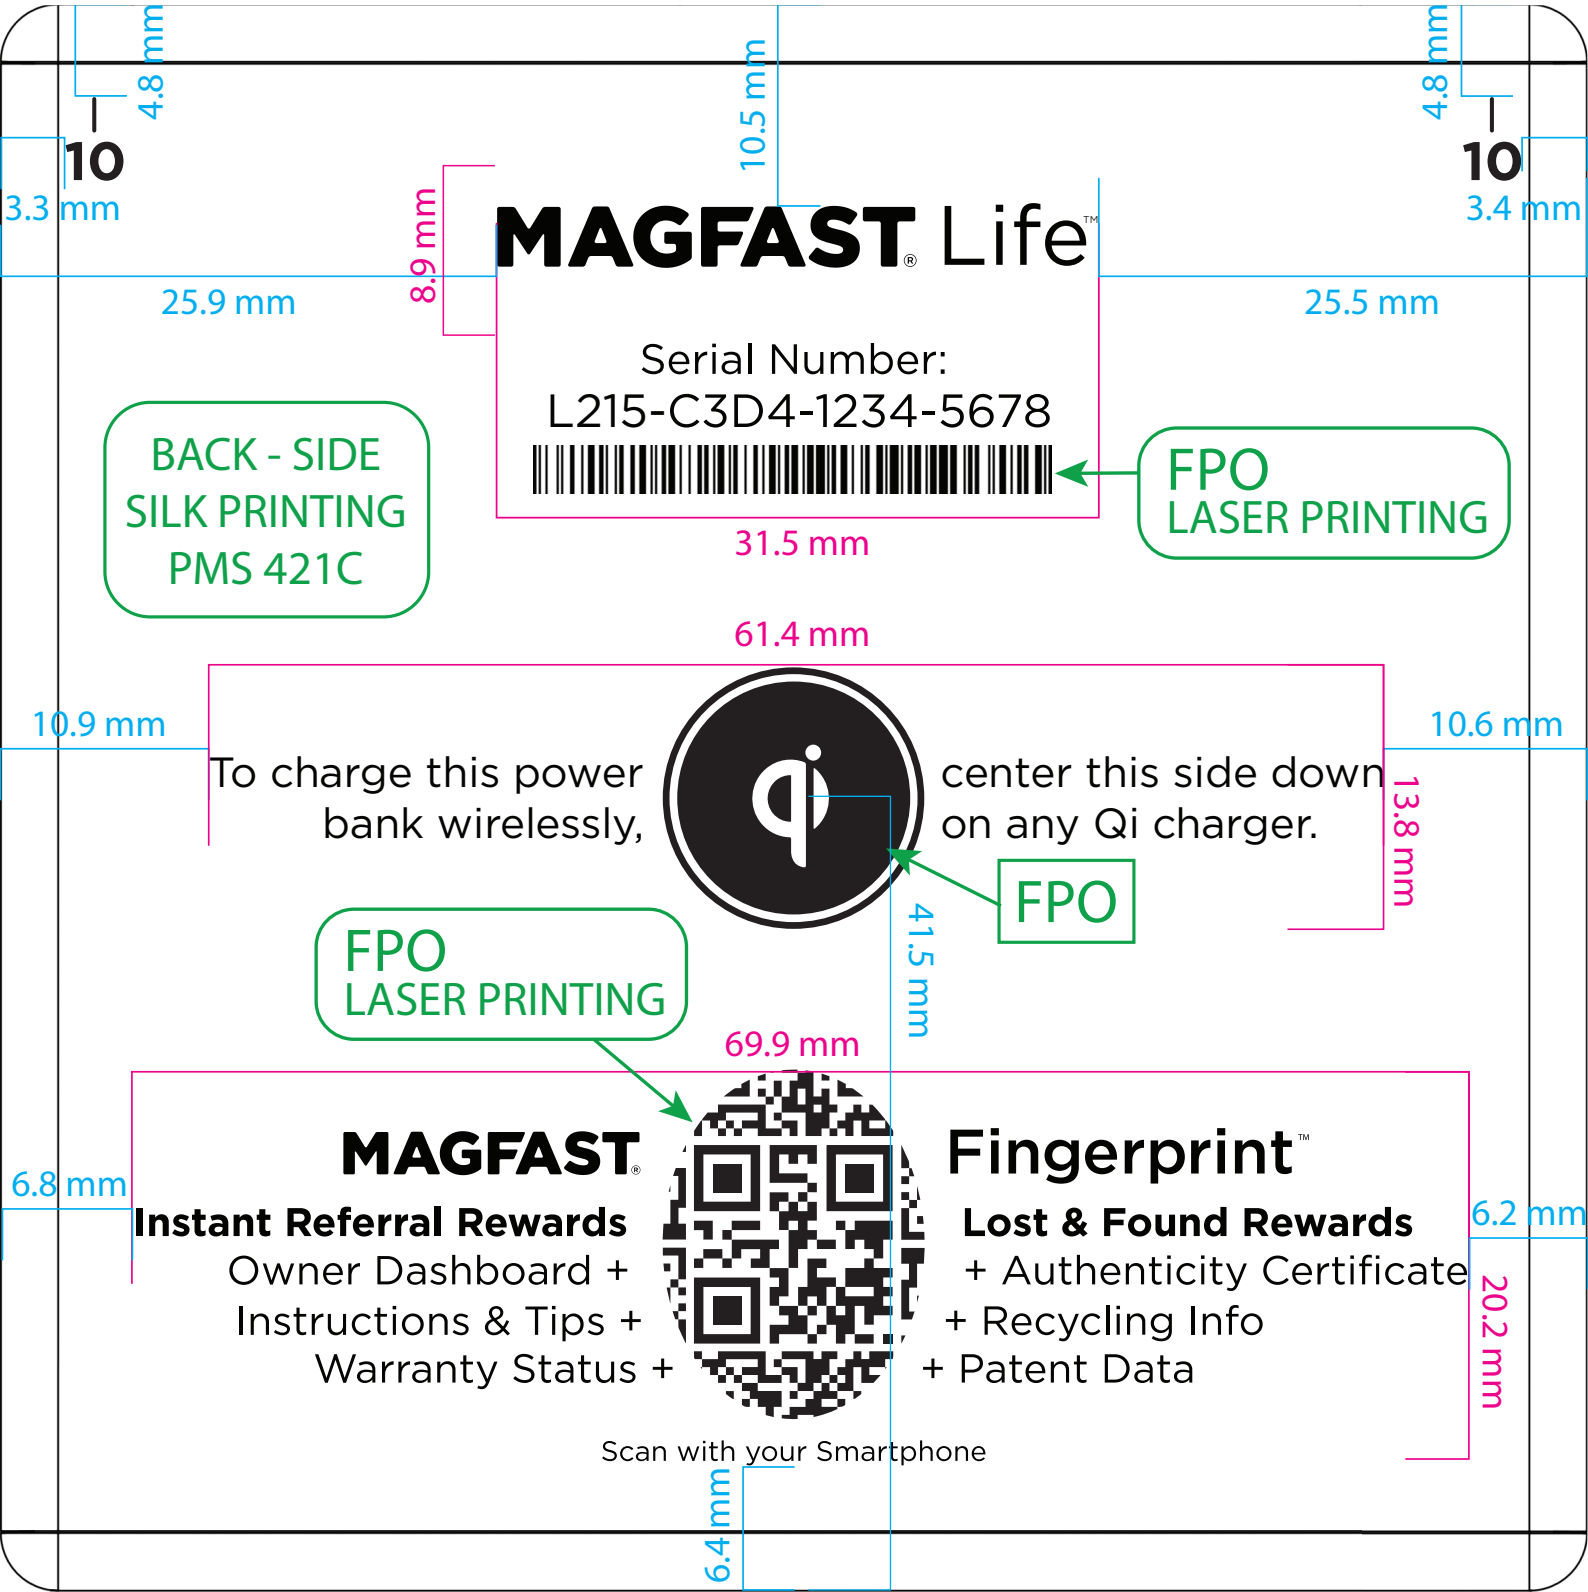 4.8 mm
10.5 mm
4.8 mm
10
10
3.3 mm
3.4 mm
8.9 mm
MAGFAST® Life™
25.9 mm
25.5 mm
Serial Number:
L215-C3D4-1234-5678
BACK - SIDE
SILK PRINTING
PMS 421C
FPO
LASER PRINTING
31.5 mm
61.4 mm
10.9 mm
10.6 mm
To charge this power
bank wirelessly,
center this side down
on any Qi charger.
13.8 mm
FPO
41.5 mm
FPO
LASER PRINTING
69.9 mm
MAGFAST®
Fingerprint™
6.8 mm
6.2 mm
Instant Referral Rewards
Owner Dashboard +
Instructions & Tips +
Warranty Status +
Lost & Found Rewards
+ Authenticity Certificate
+ Recycling Info
+ Patent Data
20.2 mm
Scan with your Smartphone
6.4 mm